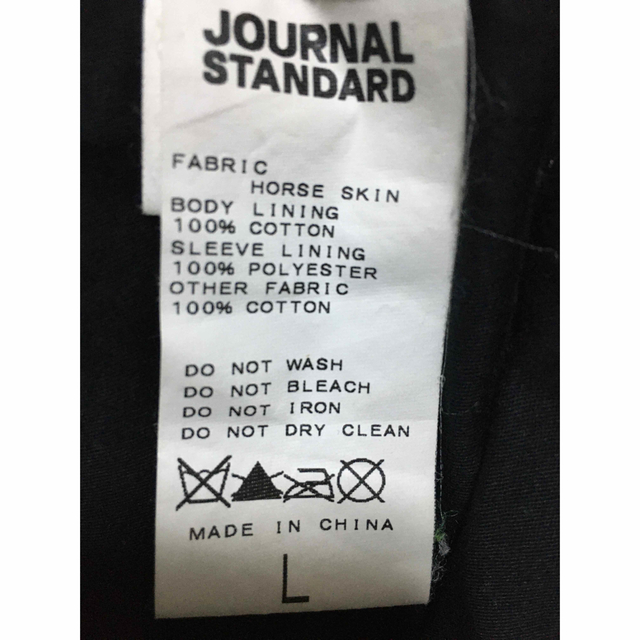 JOURNAL
STANDARD
FABRIC
HORSE SKIN
BODY LINING
100% COTTON
SLEEVE LINING
100% POLYESTER
OTHER FABRIC
100% COTTON
DO NOT WASH
DO NOT BLEACH
DO NOT IRON
DO NOT DRY CLEAN
MADE IN CHINA
L